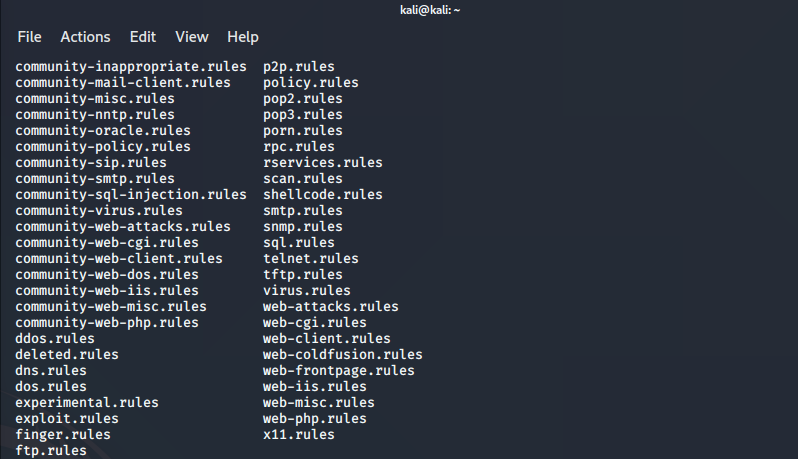 kali@kali: ~
File Actions Edit View Help
community-inappropriate.rules p2p.rules
community-mail-client.rules policy.rules
community-misc.rules pop2.rules
community-nntp.rules pop3.rules
community-oracle.rules porn.rules
community-policy.rules rpc.rules
community-sip.rules rservices.rules
community-smtp.rules scan.rules
community-sql-injection.rules shellcode.rules
community-virus.rules smtp.rules
community-web-attacks.rules snmp.rules
community-web-cgi.rules sql.rules
community-web-client.rules telnet.rules
community-web-dos.rules tftp.rules
community-web-iis.rules virus.rules
community-web-misc.rules web-attacks.rules
community-web-php.rules web-cgi.rules
ddos.rules web-client.rules
deleted.rules web-coldfusion.rules
dns.rules web-frontpage.rules
dos.rules web-iis.rules
experimental.rules web-misc.rules
exploit.rules web-php.rules
finger.rules x11.rules
ftp.rules